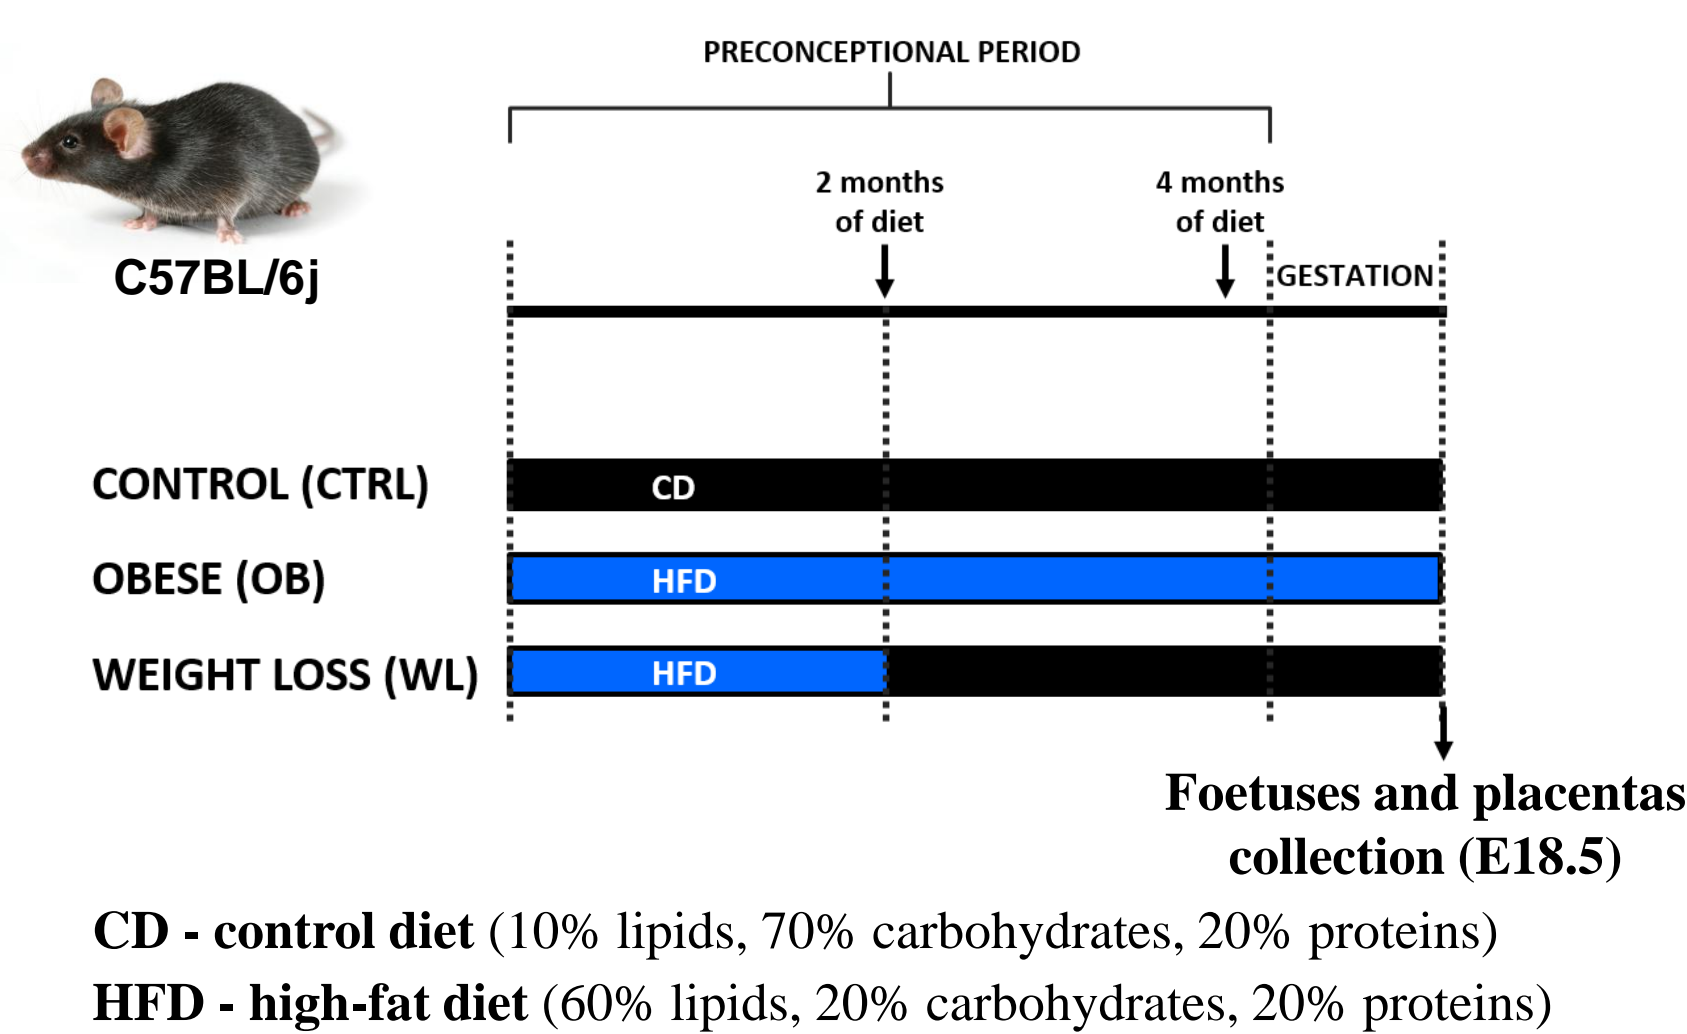 PRECONCEPTIONAL PERIOD
2 months
of diet
4 months
of diet
GESTATION
C57BL/6j
CONTROL (CTRL)
CD
OBESE (OB)
HFD
WEIGHT LOSS (WL)
HFD
Foetuses and placentas
collection (E18.5)
CD - control diet (10% lipids, 70% carbohydrates, 20% proteins)
HFD - high-fat diet (60% lipids, 20% carbohydrates, 20% proteins)